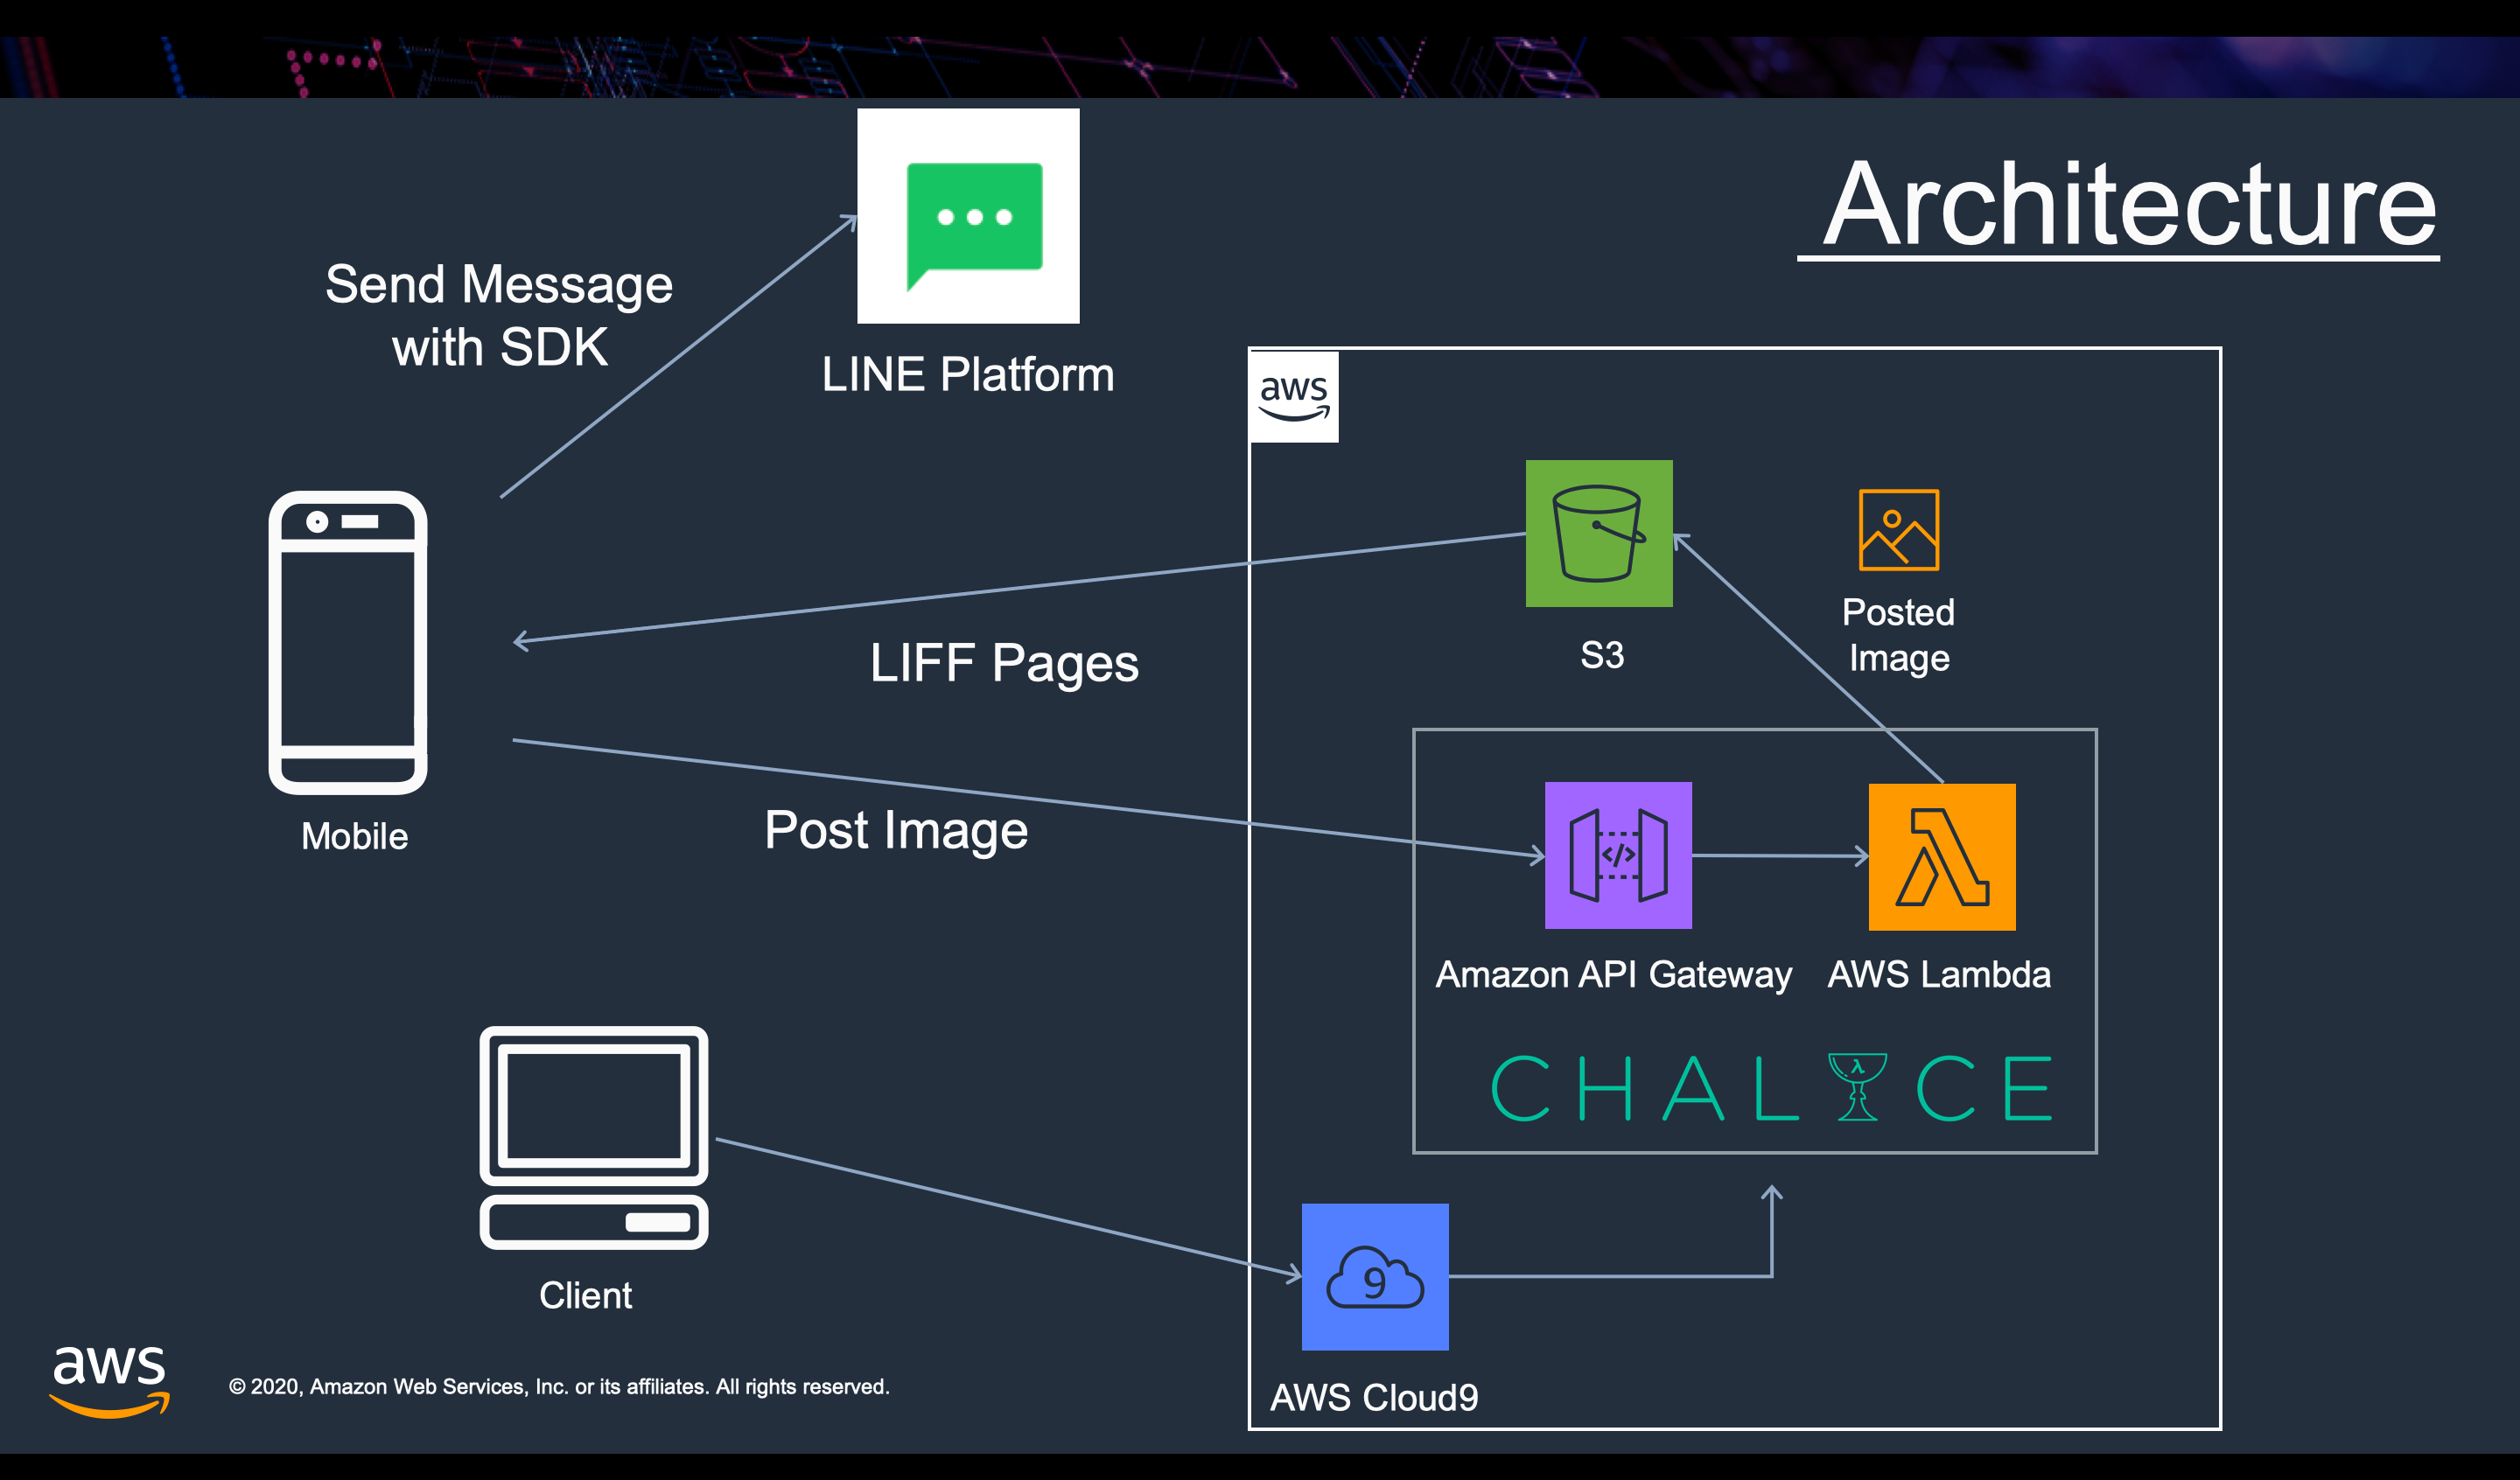 Architecture
Send Message
with SDK
LINE Platform
aws
S3
Posted
Image
LIFF Pages
Post Image
Mobile
</>
Amazon API Gateway
AWS Lambda
CHALICE
λ
Client
9
AWS Cloud9
aws
© 2020, Amazon Web Services, Inc. or its affiliates. All rights reserved.